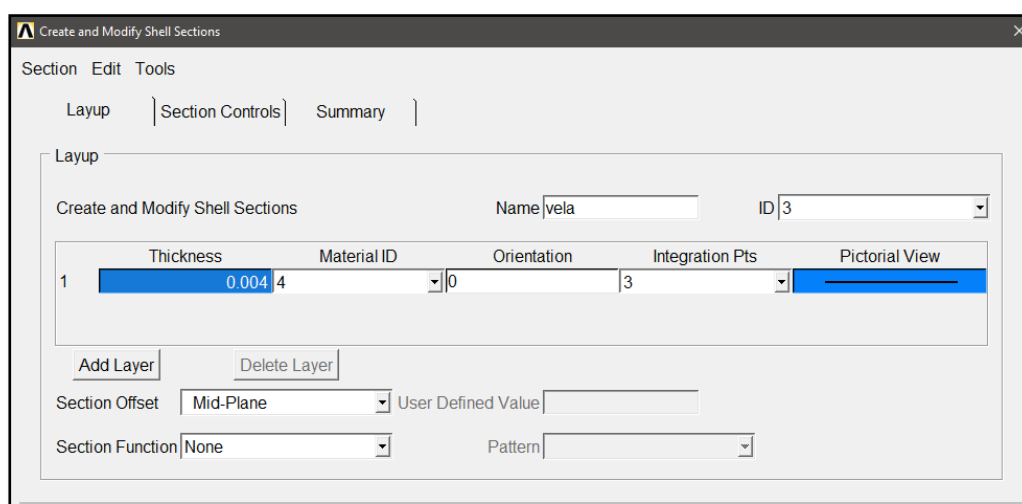 Create and Modify Shell Sections
Section Edit Tools
Layup Section Controls Summary
Layup
Create and Modify Shell Sections Name vela ID 3
Thickness Material ID Orientation Integration Pts Pictorial View
1 0.004 4 0 3
Add Layer Delete Layer
Section Offset Mid-Plane User Defined Value
Section Function None Pattern